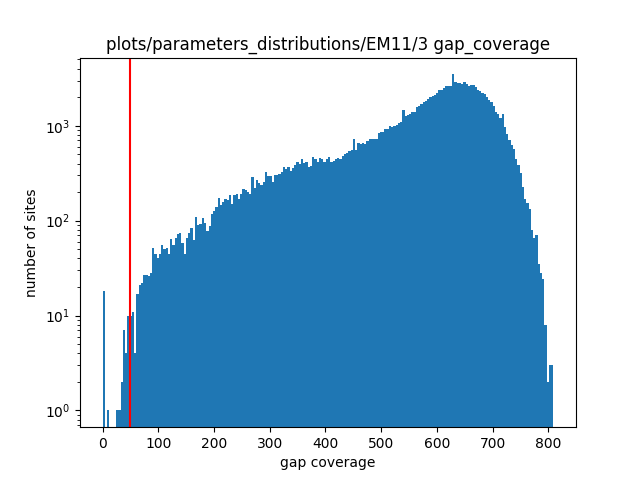 plots/parameters_distributions/EM11/3 gap_coverage
number of sites
10³
10²
10¹
10⁰
0 100 200 300 400 500 600 700 800
gap coverage